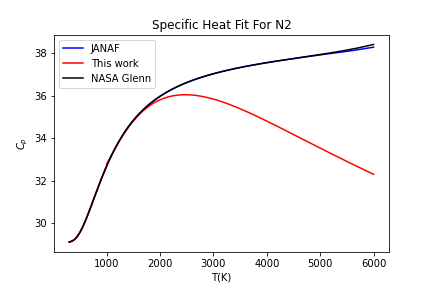 Specific Heat Fit For N2
JANAF
This work
NASA Glenn
38
36
34
32
30
C_p
1000
2000
3000
4000
5000
6000
T(K)